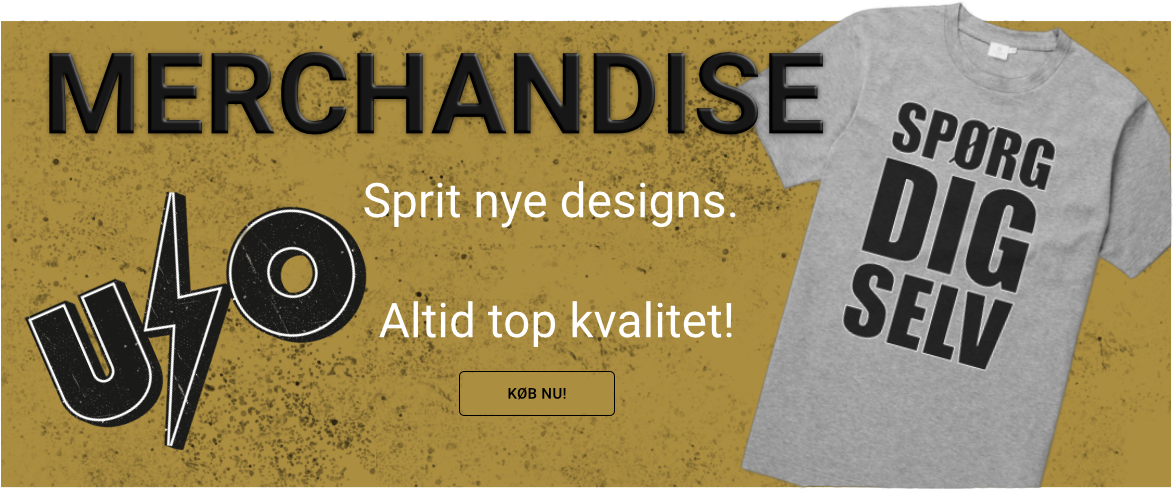 MERCHANDISE
Sprit nye designs.
Altid top kvalitet!
KØB NU!
U O
SPØRG
DIG
SELV